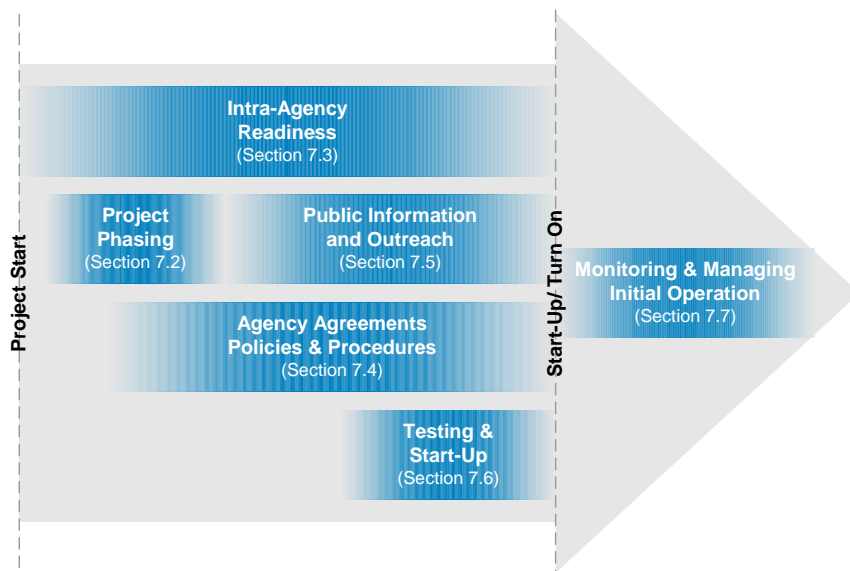 Intra-Agency
Readiness
(Section 7.3)
Project
Phasing
(Section 7.2)
Public Information
and Outreach
(Section 7.5)
Agency Agreements
Policies & Procedures
(Section 7.4)
Testing &
Start-Up
(Section 7.6)
Project Start
Start-Up/ Turn On
Monitoring & Managing
Initial Operation
(Section 7.7)